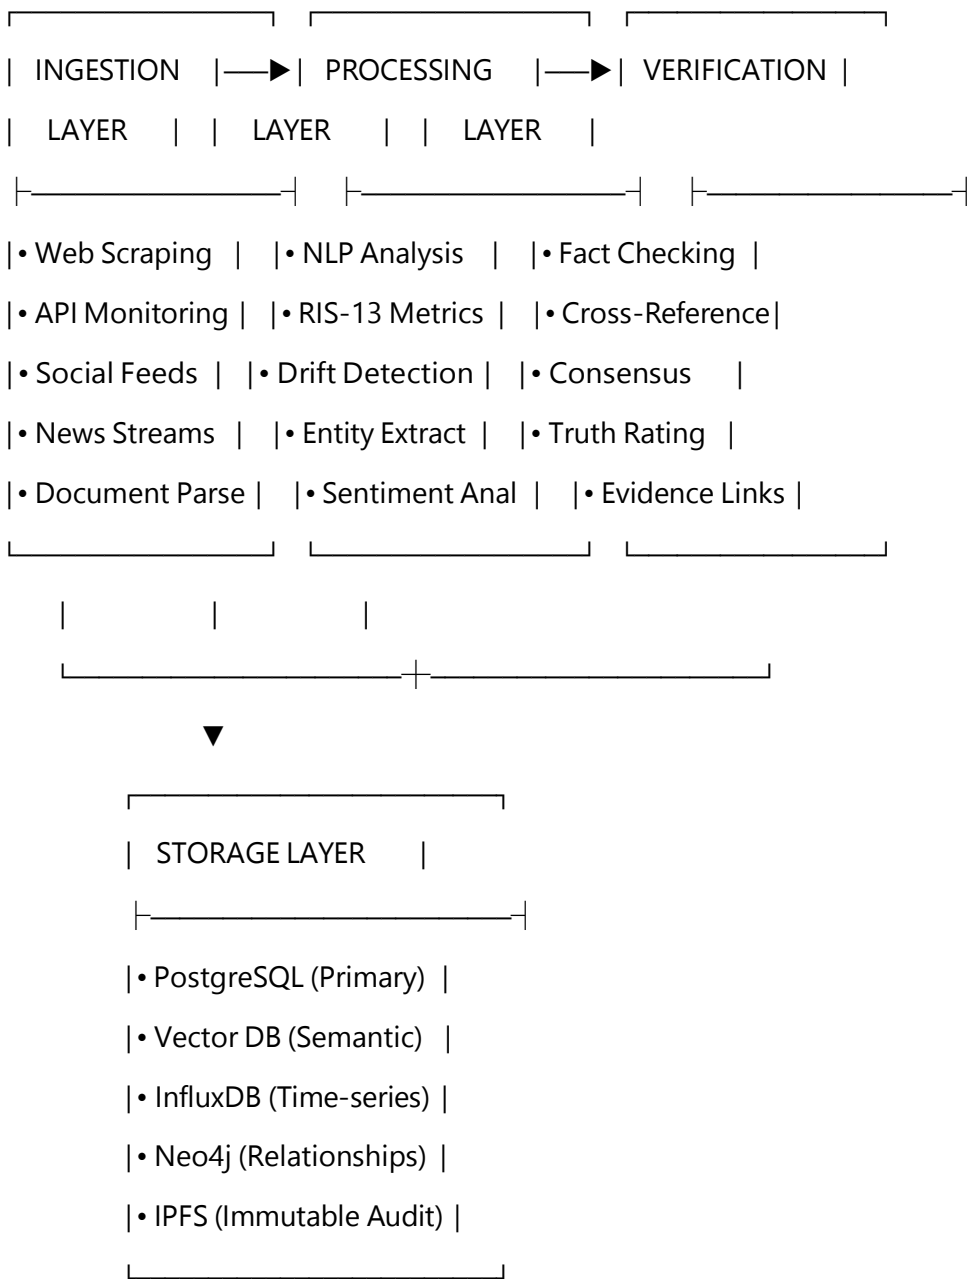 ┌───────────────┐ ┌───────────────┐ ┌───────────────┐
│ INGESTION │──▶│ PROCESSING │──▶│ VERIFICATION │
│ LAYER │ │ LAYER │ │ LAYER │
├───────────────┤ ├───────────────┤ ├───────────────┤
│• Web Scraping │ │• NLP Analysis │ │• Fact Checking │
│• API Monitoring │ │• RIS-13 Metrics │ │• Cross-Reference│
│• Social Feeds │ │• Drift Detection │ │• Consensus │
│• News Streams │ │• Entity Extract │ │• Truth Rating │
│• Document Parse │ │• Sentiment Anal │ │• Evidence Links │
└───────────────┘ └───────────────┘ └───────────────┘
│ │ │
└───────────────────┼───────────────────┘
▼
┌─────────────────────┐
│ STORAGE LAYER │
├─────────────────────┤
│• PostgreSQL (Primary) │
│• Vector DB (Semantic) │
│• InfluxDB (Time-series) │
│• Neo4j (Relationships) │
│• IPFS (Immutable Audit) │
└─────────────────────┘